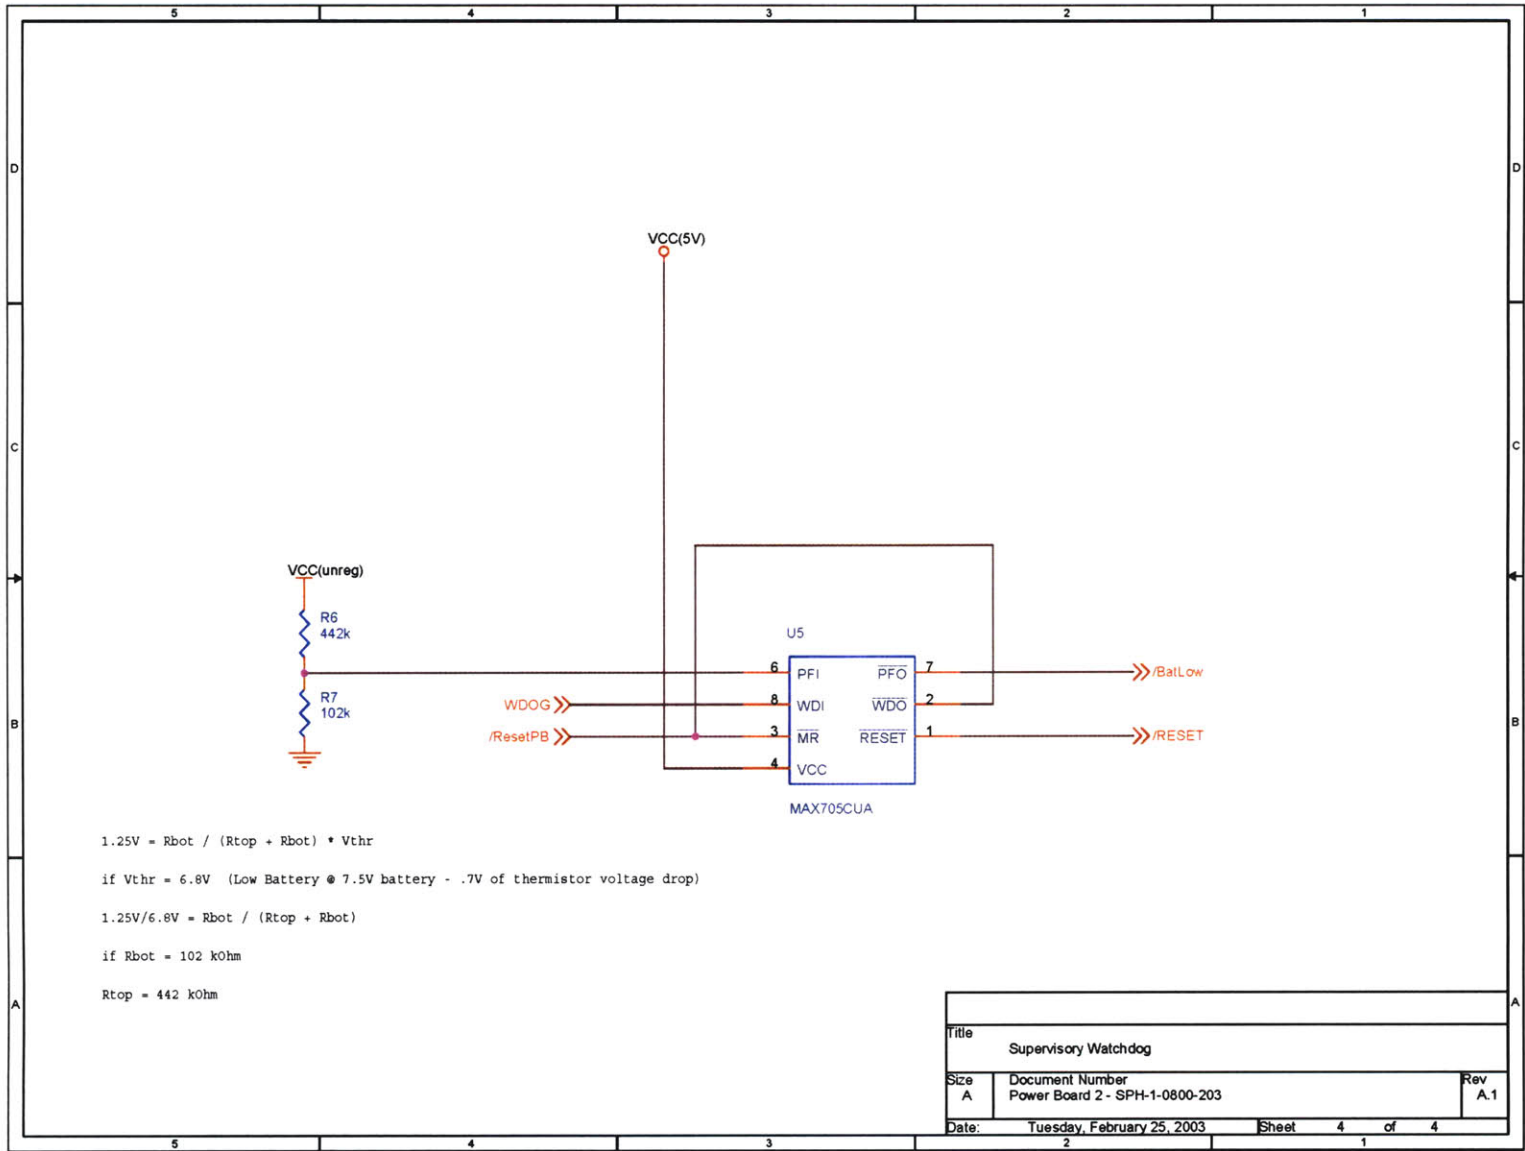 5 4 3 2 1
D D
VCC(5V)
C C
VCC(unreg)
R6
442k
U5
6 PFI PFO 7 /BatLow
R7
102k
WDOG 8 WDI WDO 2
B B
/ResetPB 3 MR RESET 1 /RESET
4 VCC
MAX705CUA
1.25V = Rbot / (Rtop + Rbot) * Vthr
if Vthr = 6.8V (Low Battery @ 7.5V battery - .7V of thermistor voltage drop)
1.25V/6.8V = Rbot / (Rtop + Rbot)
if Rbot = 102 kOhm
Rtop = 442 kOhm
A A
Title
Supervisory Watchdog
Size Document Number Rev
A Power Board 2 - SPH-1-0800-203 A.1
Date: Tuesday, February 25, 2003 Sheet 4 of 4
5 4 3 2 1